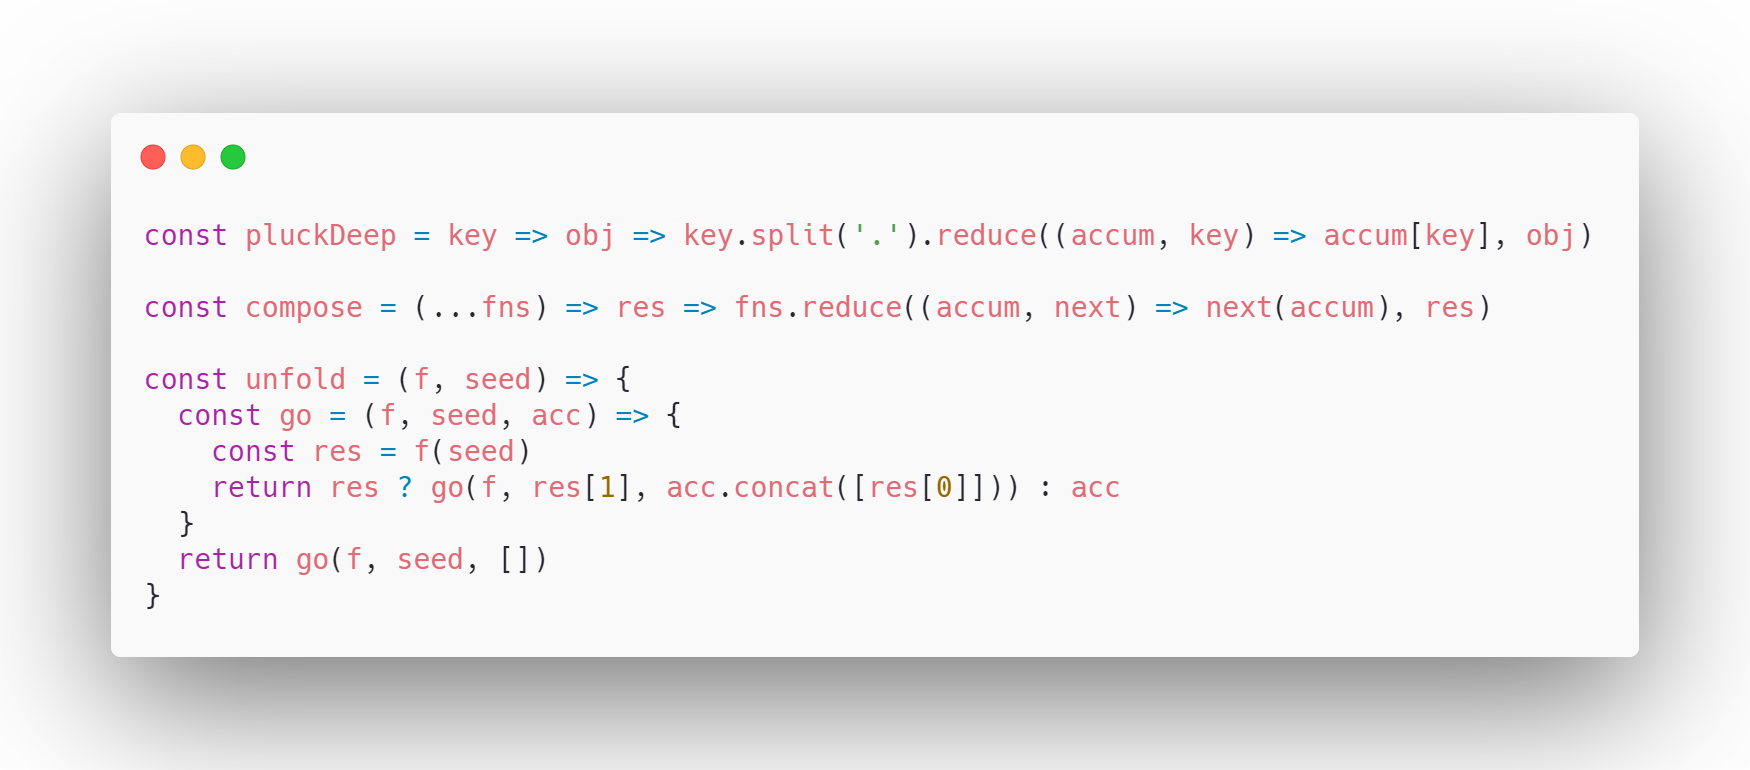 const pluckDeep = key => obj => key.split('.').reduce((accum, key) => accum[key], obj)

const compose = (...fns) => res => fns.reduce((accum, next) => next(accum), res)

const unfold = (f, seed) => {
  const go = (f, seed, acc) => {
    const res = f(seed)
    return res ? go(f, res[1], acc.concat([res[0]])) : acc
  }
  return go(f, seed, [])
}